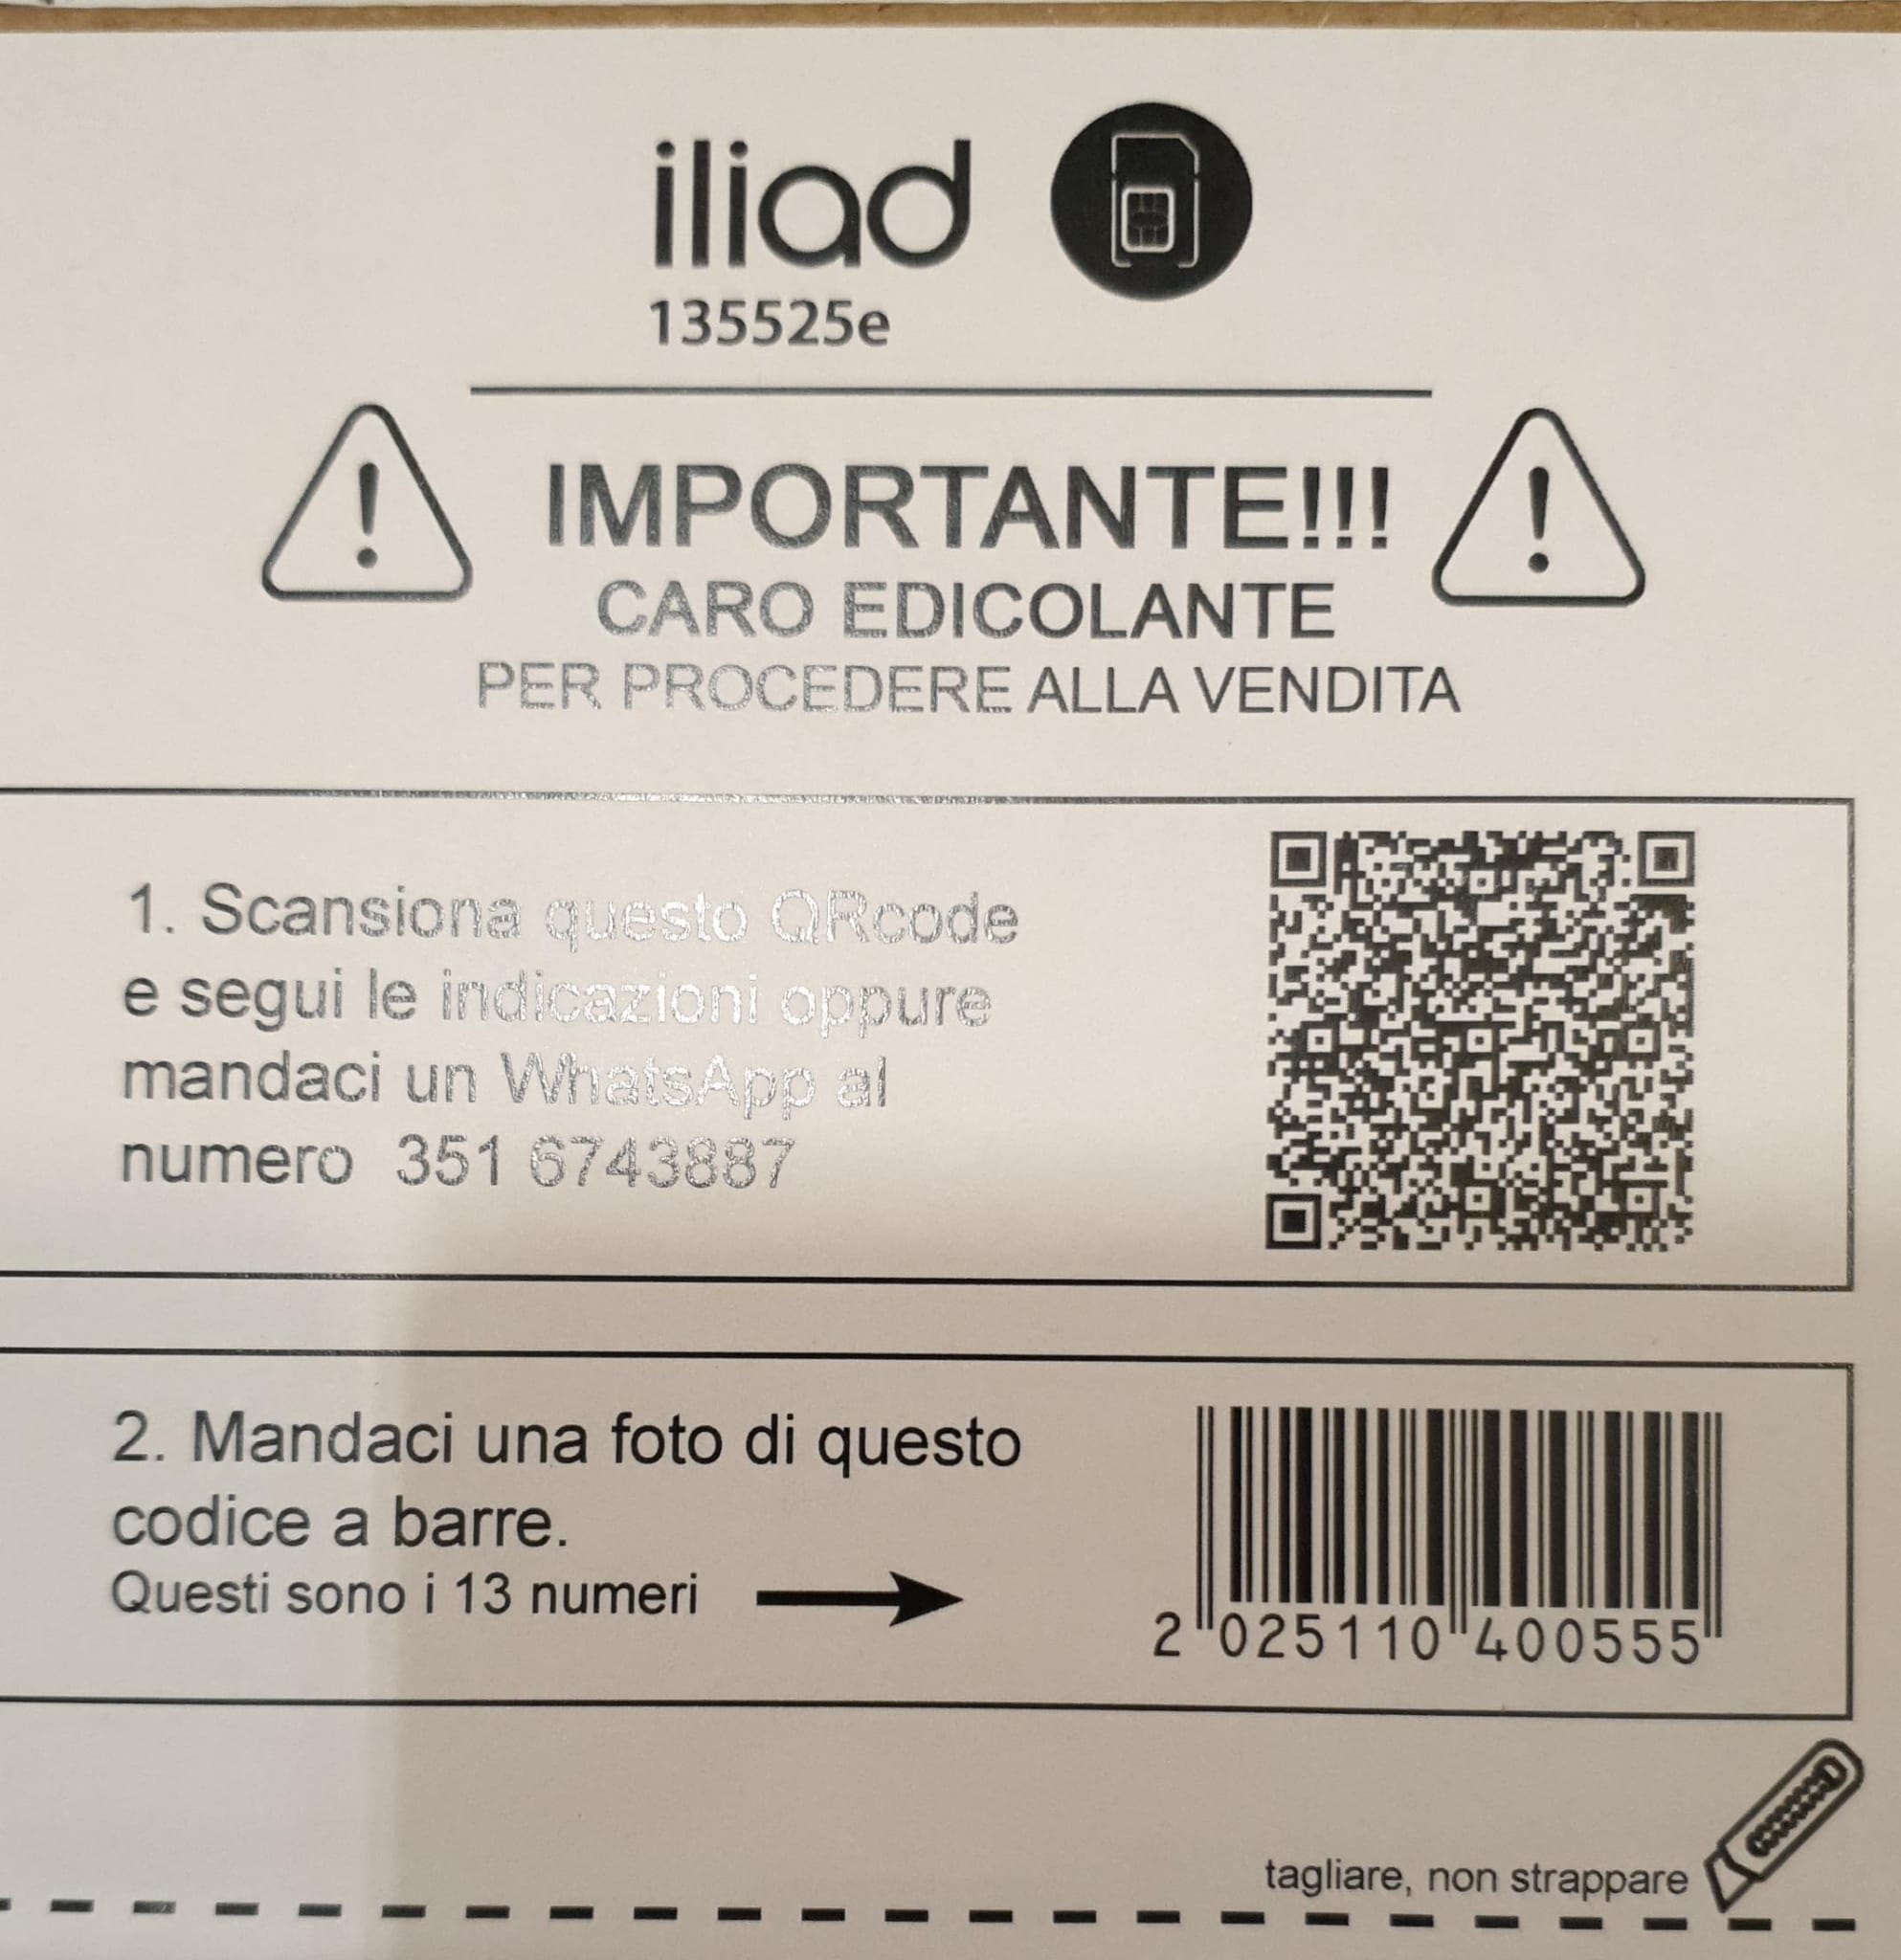 iliad
135525e
IMPORTANTE!!!
CARO EDICOLANTE
PER PROCEDERE ALLA VENDITA
1. Scansiona questo QRcode
e segui le indicazioni oppure
mandaci un WhatsApp al
numero 351 6743887
2. Mandaci una foto di questo
codice a barre.
Questi sono i 13 numeri
2 025110 400555
tagliare, non strappare